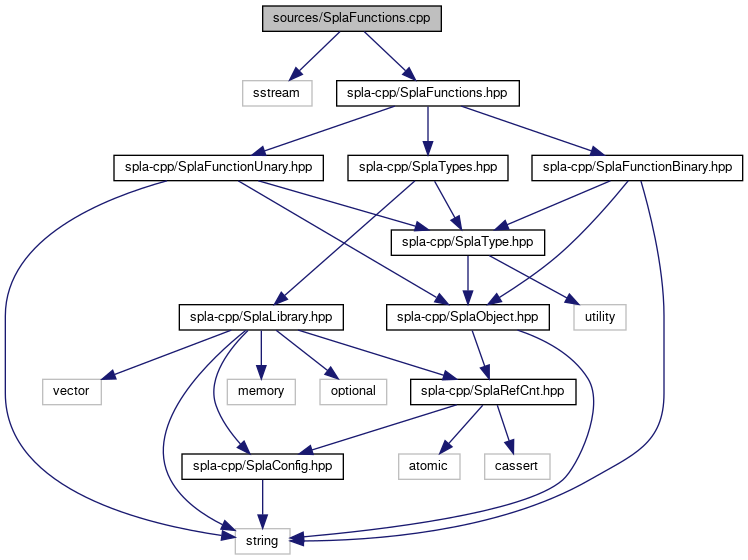 sources/SplaFunctions.cpp
sstream
spla-cpp/SplaFunctions.hpp
spla-cpp/SplaFunctionUnary.hpp
spla-cpp/SplaTypes.hpp
spla-cpp/SplaFunctionBinary.hpp
spla-cpp/SplaType.hpp
spla-cpp/SplaLibrary.hpp
spla-cpp/SplaObject.hpp
utility
vector
memory
optional
spla-cpp/SplaRefCnt.hpp
spla-cpp/SplaConfig.hpp
atomic
cassert
string